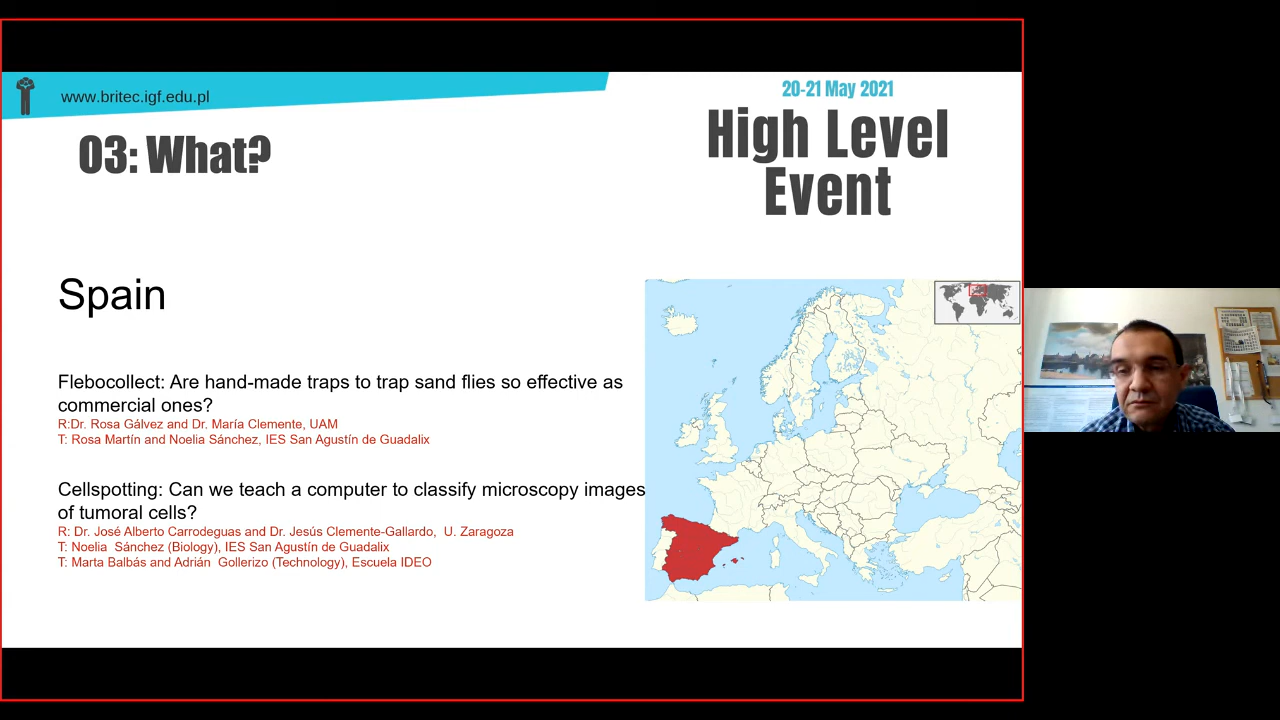 www.britec.igf.edu.pl
20-21 May 2021
High Level
Event
03: What?
Spain
Flebocollect: Are hand-made traps to trap sand flies so effective as
commercial ones?
R:Dr. Rosa Gálvez and Dr. María Clemente, UAM
T: Rosa Martín and Noelia Sánchez, IES San Agustín de Guadalix
Cellspotting: Can we teach a computer to classify microscopy images
of tumoral cells?
R: Dr. José Alberto Carrodeguas and Dr. Jesús Clemente-Gallardo, U. Zaragoza
T: Noelia Sánchez (Biology), IES San Agustín de Guadalix
T: Marta Balbás and Adrián Gollerizo (Technology), Escuela IDEO